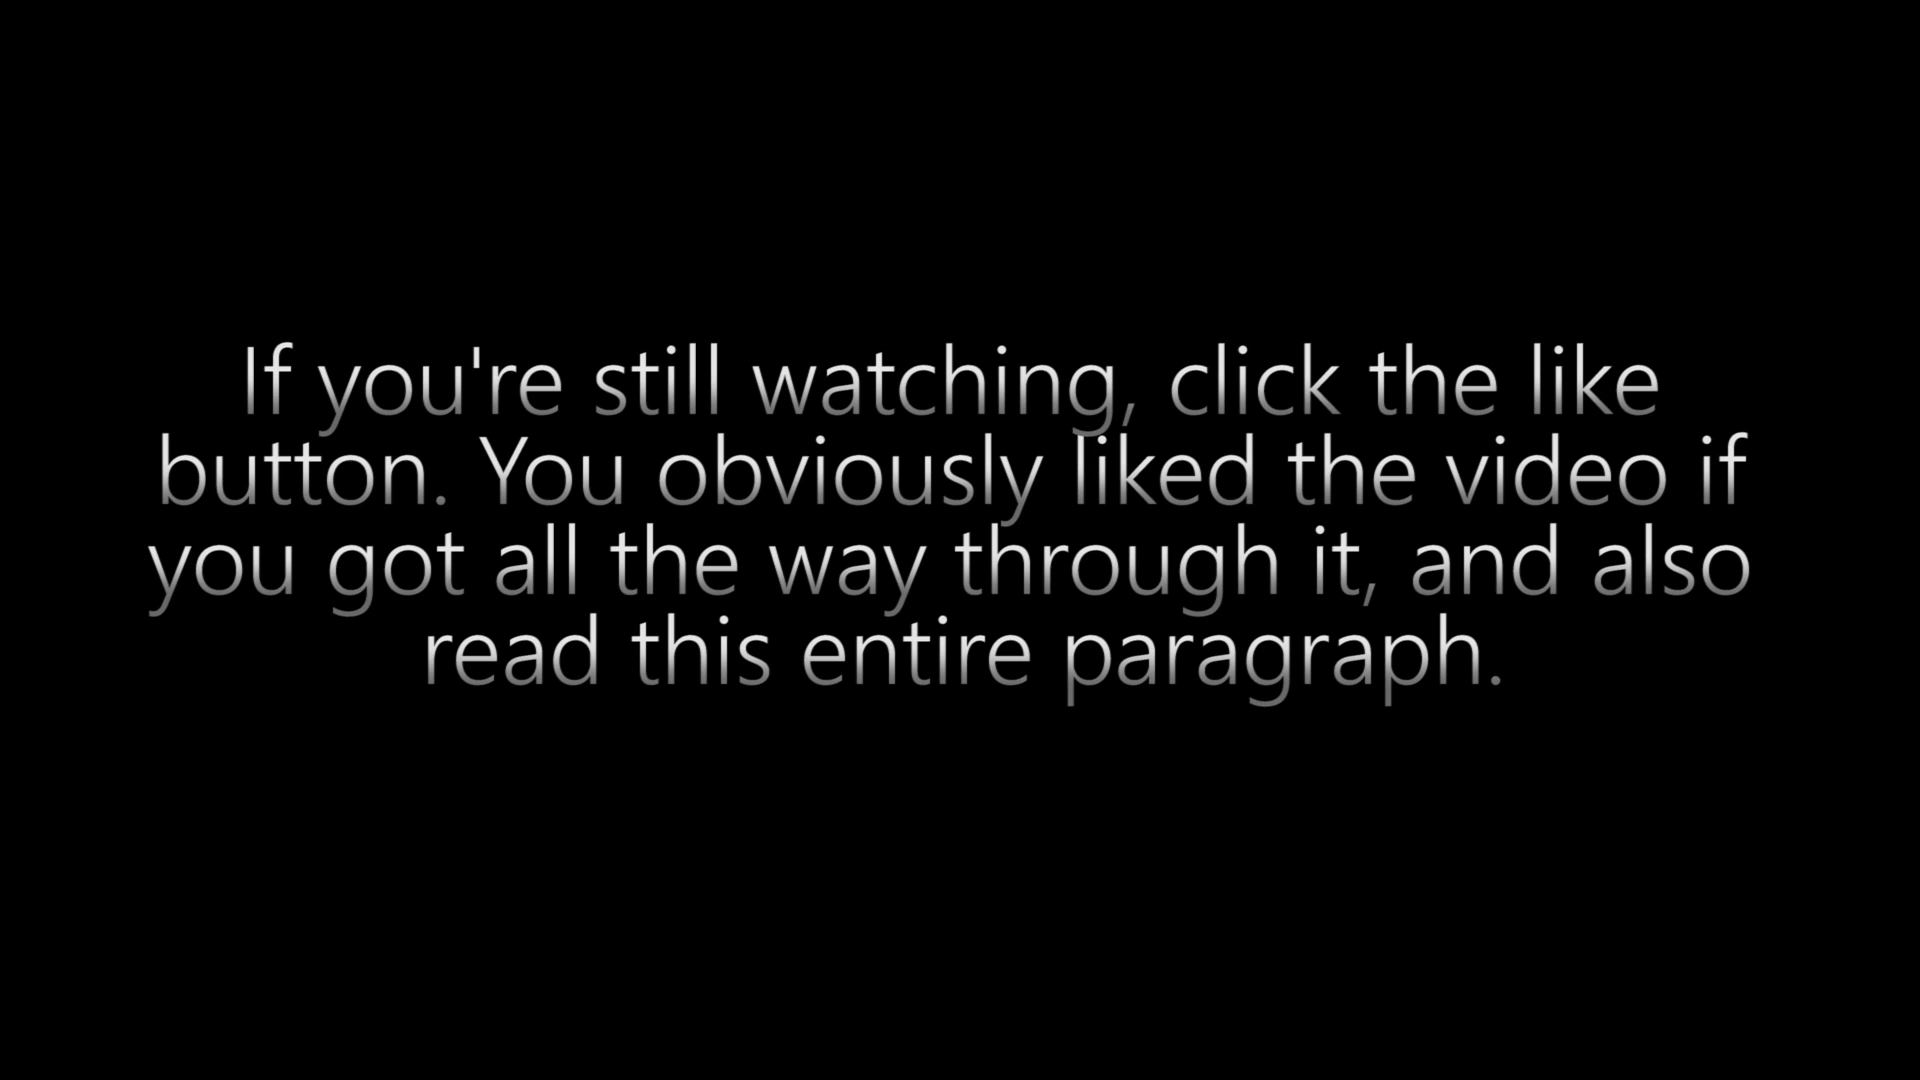 If you're still watching, click the like
button. You obviously liked the video if
you got all the way through it, and also
read this entire paragraph.